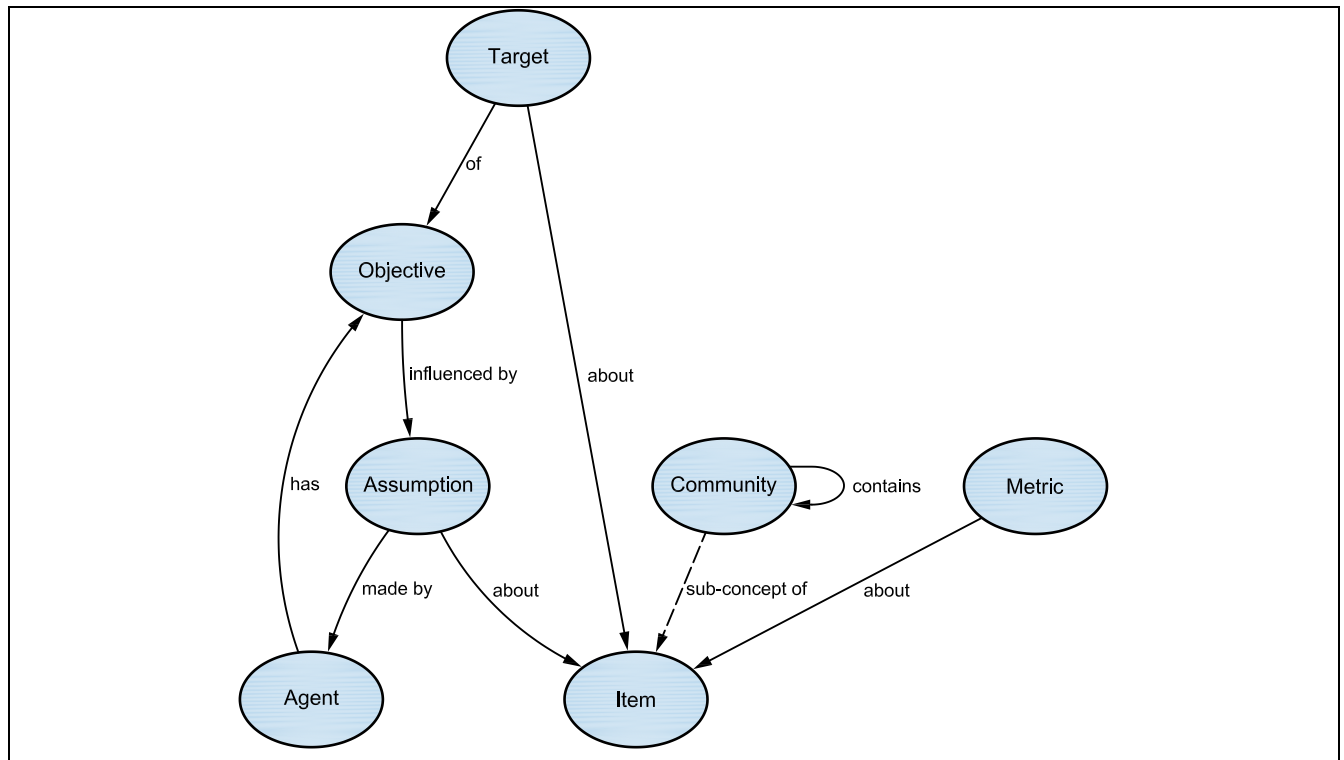 Target
of
Objective
influenced by
about
Assumption
Community
contains
Metric
has
made by
about
sub-concept of
about
Agent
Item